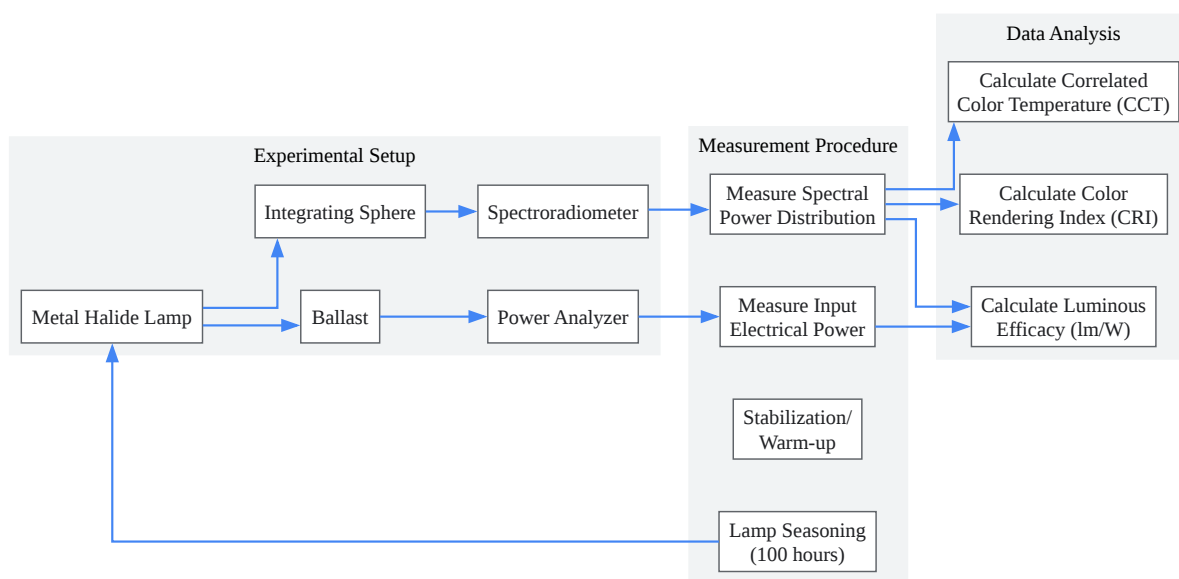 Experimental Setup
Integrating Sphere
Spectroradiometer
Metal Halide Lamp
Ballast
Power Analyzer
Measurement Procedure
Measure Spectral
Power Distribution
Measure Input
Electrical Power
Stabilization/
Warm-up
Lamp Seasoning
(100 hours)
Data Analysis
Calculate Correlated
Color Temperature (CCT)
Calculate Color
Rendering Index (CRI)
Calculate Luminous
Efficacy (lm/W)